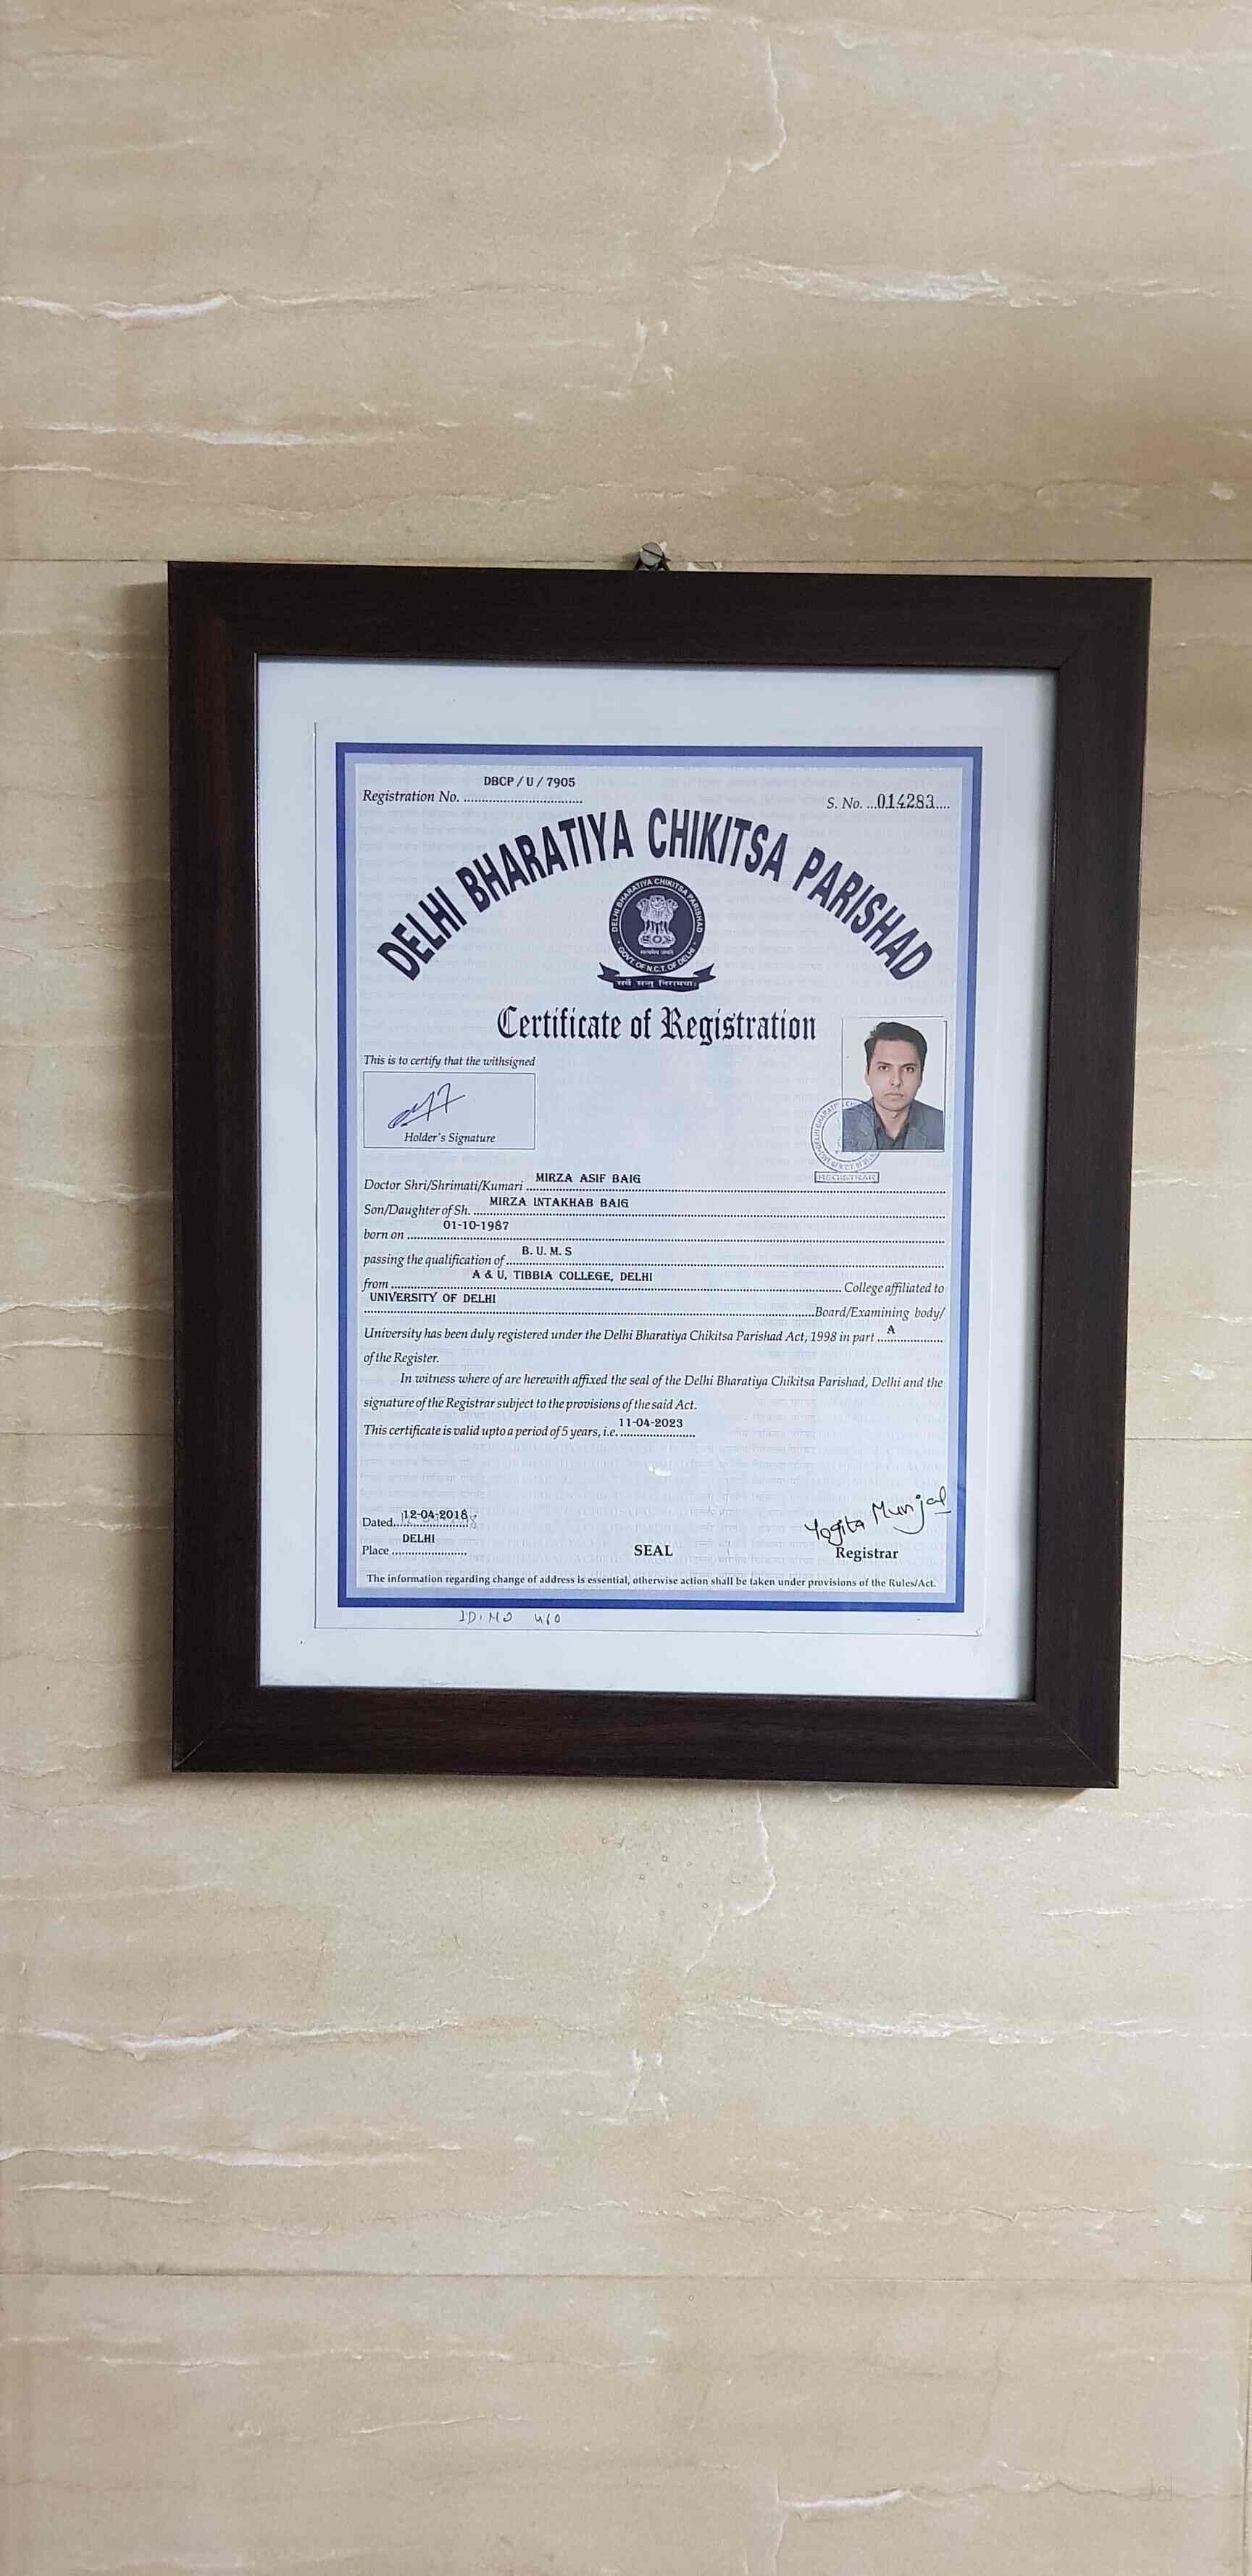 DBCP / U / 7905
Registration No. ................................
S. No. ...014283....
DELHI BHARATIYA CHIKITSA PARISHAD
DELHI BHARATIYA CHIKITSA PARISHAD
सत्यमेव जयते
GOVT. OF N.C.T. OF DELHI
सर्वे सन्तु निरामयाः
Certificate of Registration
This is to certify that the withsigned
Holder's Signature
REGISTRAR
Doctor Shri/Shrimati/Kumari MIRZA ASIF BAIG
Son/Daughter of Sh. MIRZA INTAKHAB BAIG
born on 01-10-1987
passing the qualification of B. U. M. S
from A & U, TIBBIA COLLEGE, DELHI College affiliated to
UNIVERSITY OF DELHI Board/Examining body/
University has been duly registered under the Delhi Bharatiya Chikitsa Parishad Act, 1998 in part A
of the Register.
In witness where of are herewith affixed the seal of the Delhi Bharatiya Chikitsa Parishad, Delhi and the
signature of the Registrar subject to the provisions of the said Act.
This certificate is valid upto a period of 5 years, i.e. 11-04-2023
Dated 12-04-2018
Yogita Munjal
Place DELHI
SEAL
Registrar
The information regarding change of address is essential, otherwise action shall be taken under provisions of the Rules/Act.
ID. NO 410
Jd